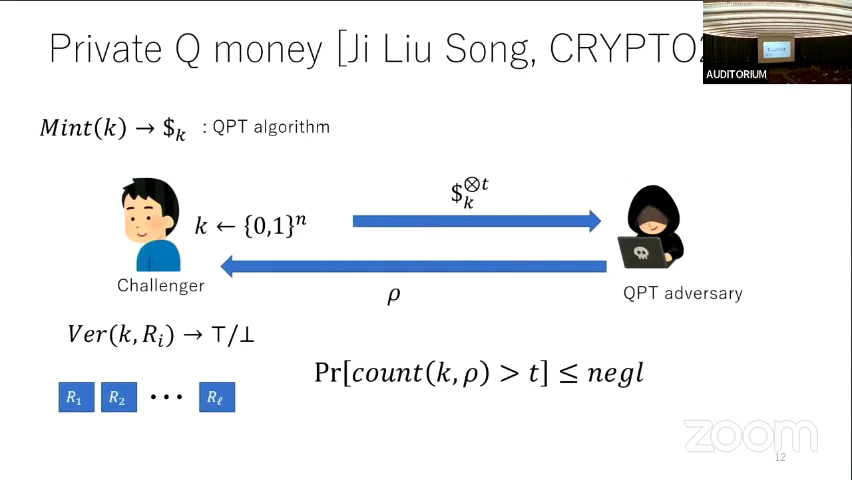 Private Q money [Ji Liu Song, CRYPTO
AUDITORIUM
Mint(k) → $ₖ : QPT algorithm
$ₖ^⊗t
k ← {0,1}ⁿ
Challenger
ρ
QPT adversary
Ver(k, Rᵢ) → ⊤/⊥
Pr[count(k, ρ) > t] ≤ negl
R₁ R₂ ••• R_ℓ
zoom
12